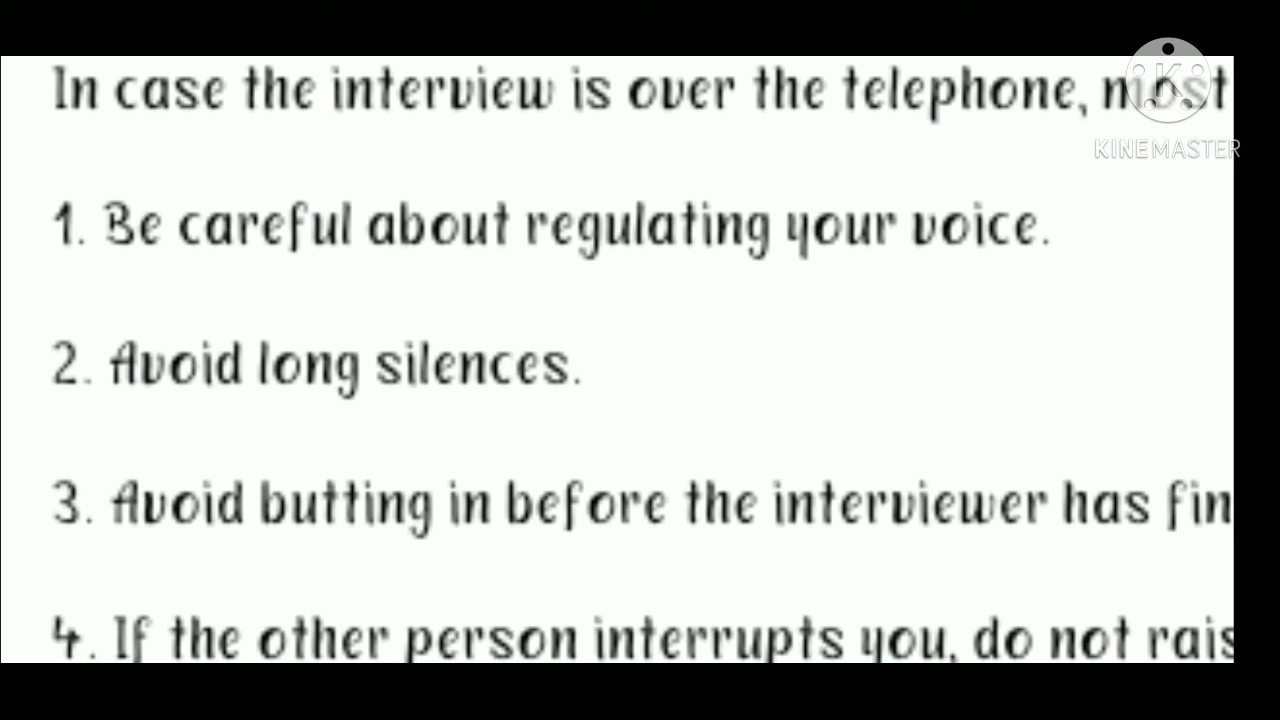 In case the interview is over the telephone, most
KINEMASTER
1. Be careful about regulating your voice.
2. Avoid long silences.
3. Avoid butting in before the interviewer has fin
4. If the other person interrupts you, do not rais